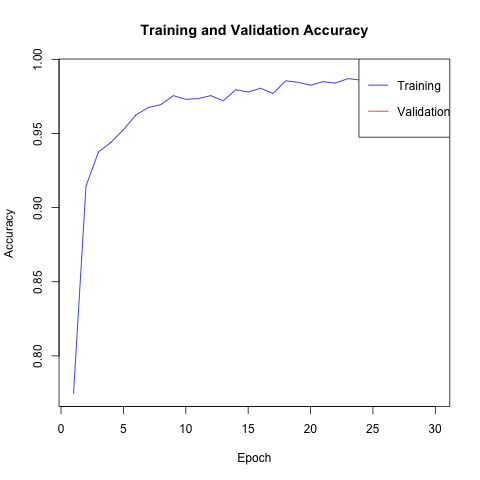 Training and Validation Accuracy
1.00
0.95
0.90
0.85
0.80
Accuracy
Training
Validation
0 5 10 15 20 25 30
Epoch